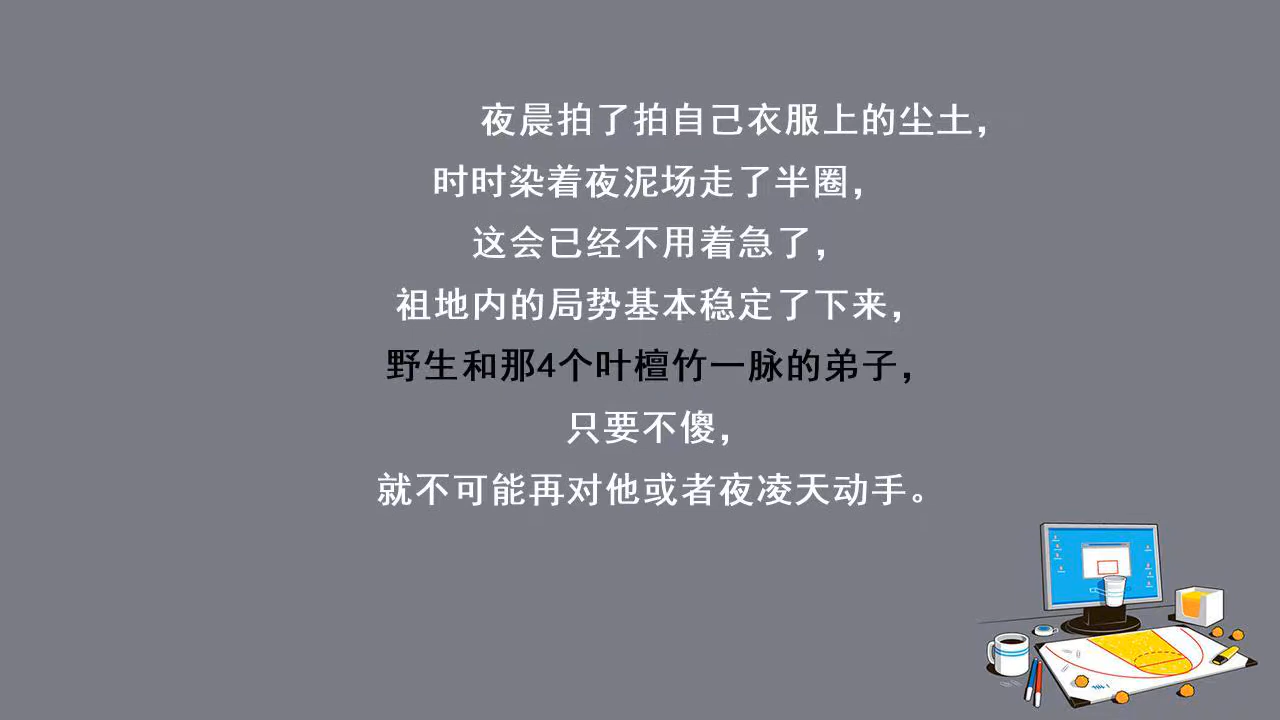 夜晨拍了拍自己衣服上的尘土,
时时染着夜泥场走了半圈,
这会已经不用着急了,
祖地内的局势基本稳定了下来,
野生和那4个叶檀竹一脉的弟子,
只要不傻,
就不可能再对他或者夜凌天动手。